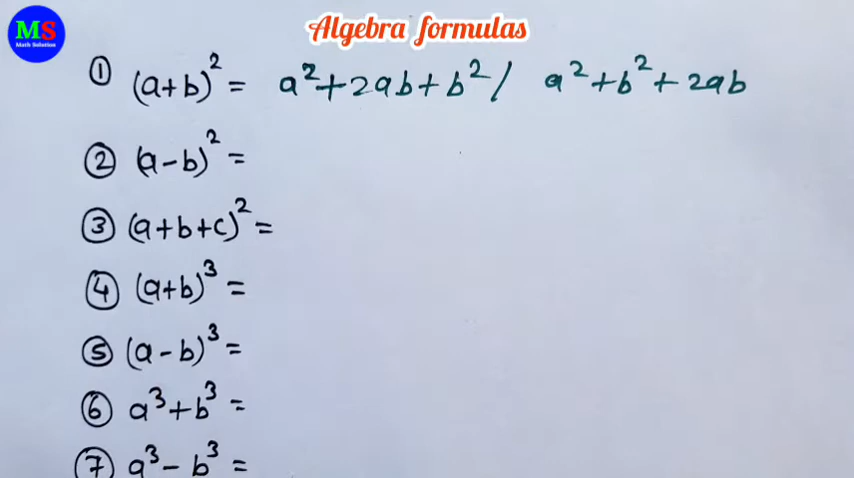 MS
Math Solution
Algebra formulas
① (a+b)² = a²+2ab+b² / a²+b²+2ab
② (a-b)² =
③ (a+b+c)² =
④ (a+b)³ =
⑤ (a-b)³ =
⑥ a³+b³ =
⑦ a³-b³ =